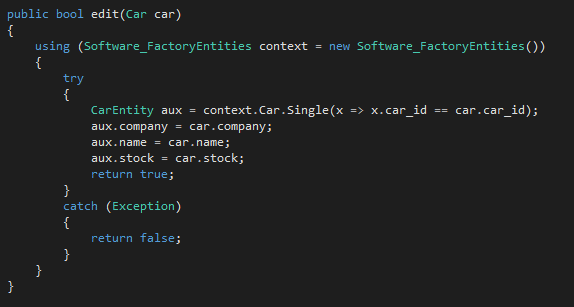 public bool edit(Car car)
{
using (Software_FactoryEntities context = new Software_FactoryEntities())
{
try
{
CarEntity aux = context.Car.Single(x => x.car_id == car.car_id);
aux.company = car.company;
aux.name = car.name;
aux.stock = car.stock;
return true;
}
catch (Exception)
{
return false;
}
}
}